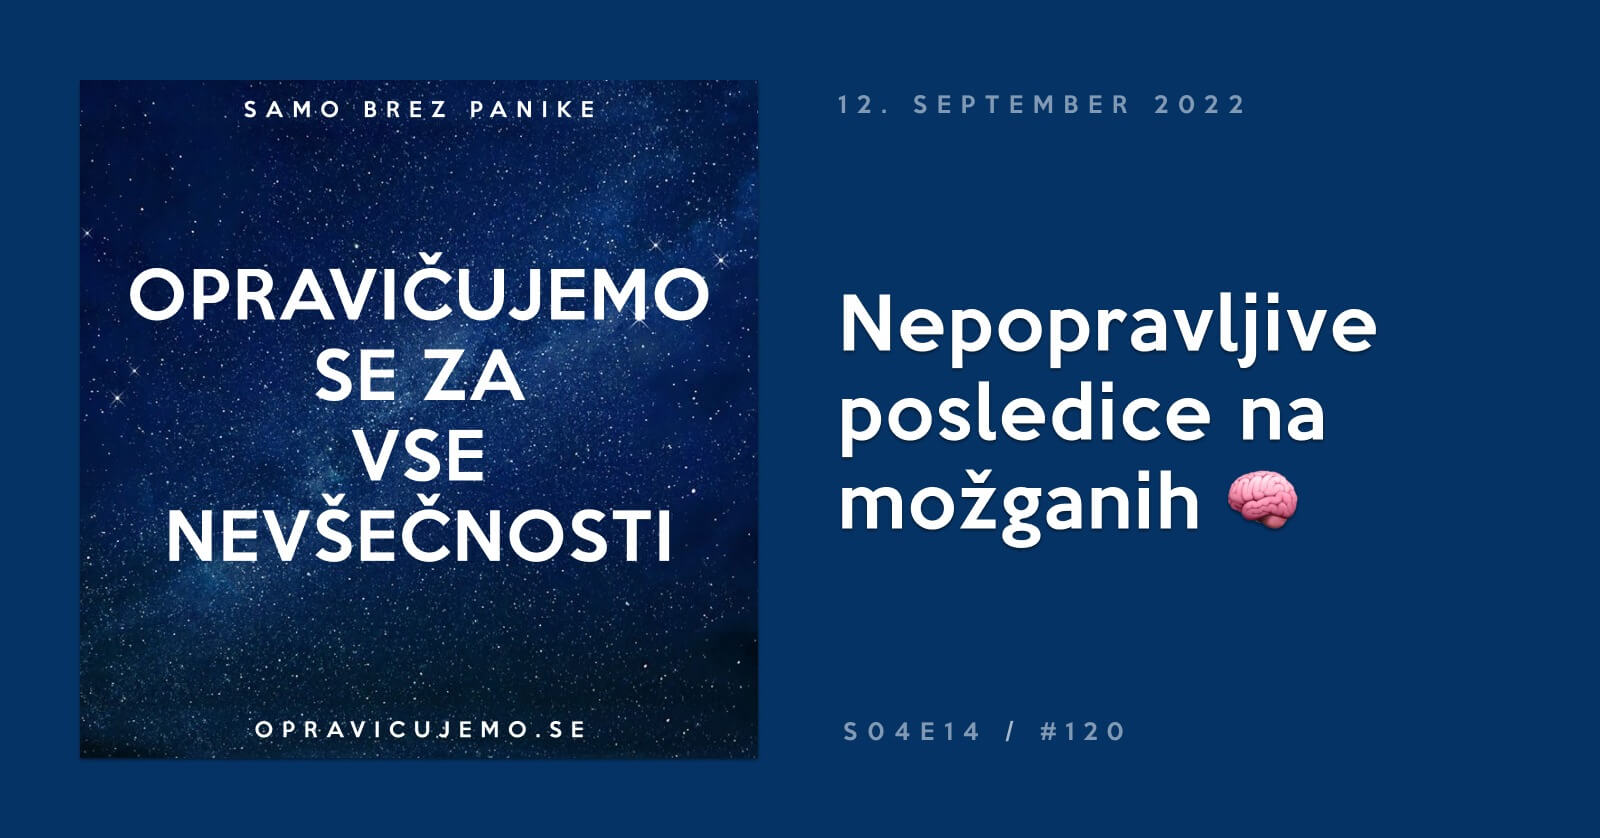 SAMO BREZ PANIKE
OPRAVIČUJEMO
SE ZA
VSE
NEVŠEČNOSTI
OPRAVICUJEMO.SE
12. SEPTEMBER 2022
Nepopravljive
posledice na
možganih 🧠
S04E14 / #120